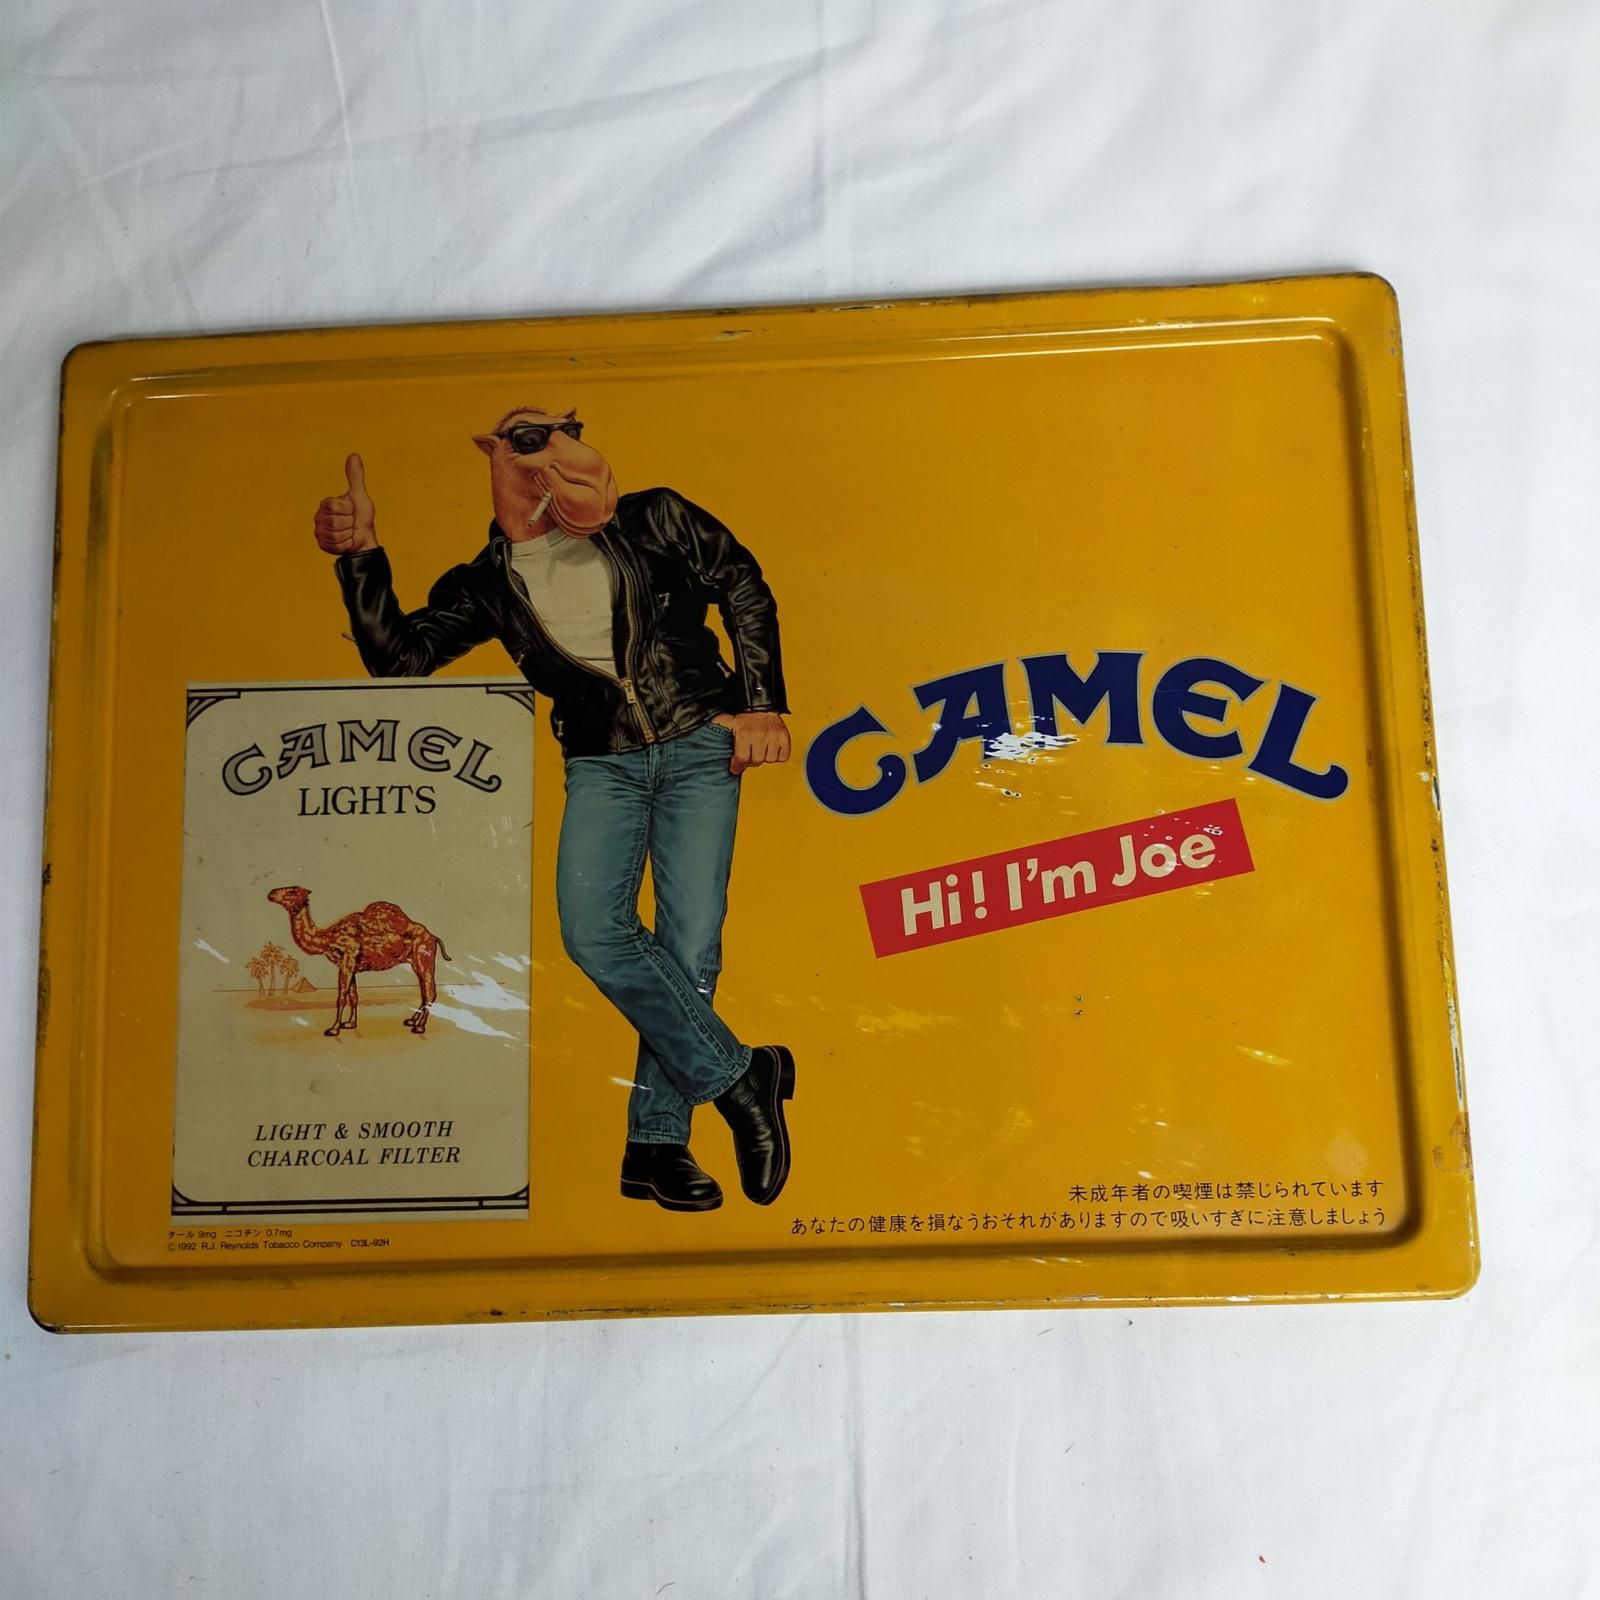 CAMEL
LIGHTS
LIGHT & SMOOTH
CHARCOAL FILTER
タール 9mg ニコチン 0.7mg
©1992 R.J. Reynolds Tobacco Company C13L-92H
CAMEL
Hi! I'm Joe
未成年者の喫煙は禁じられています
あなたの健康を損なうおそれがありますので吸いすぎに注意しましょう